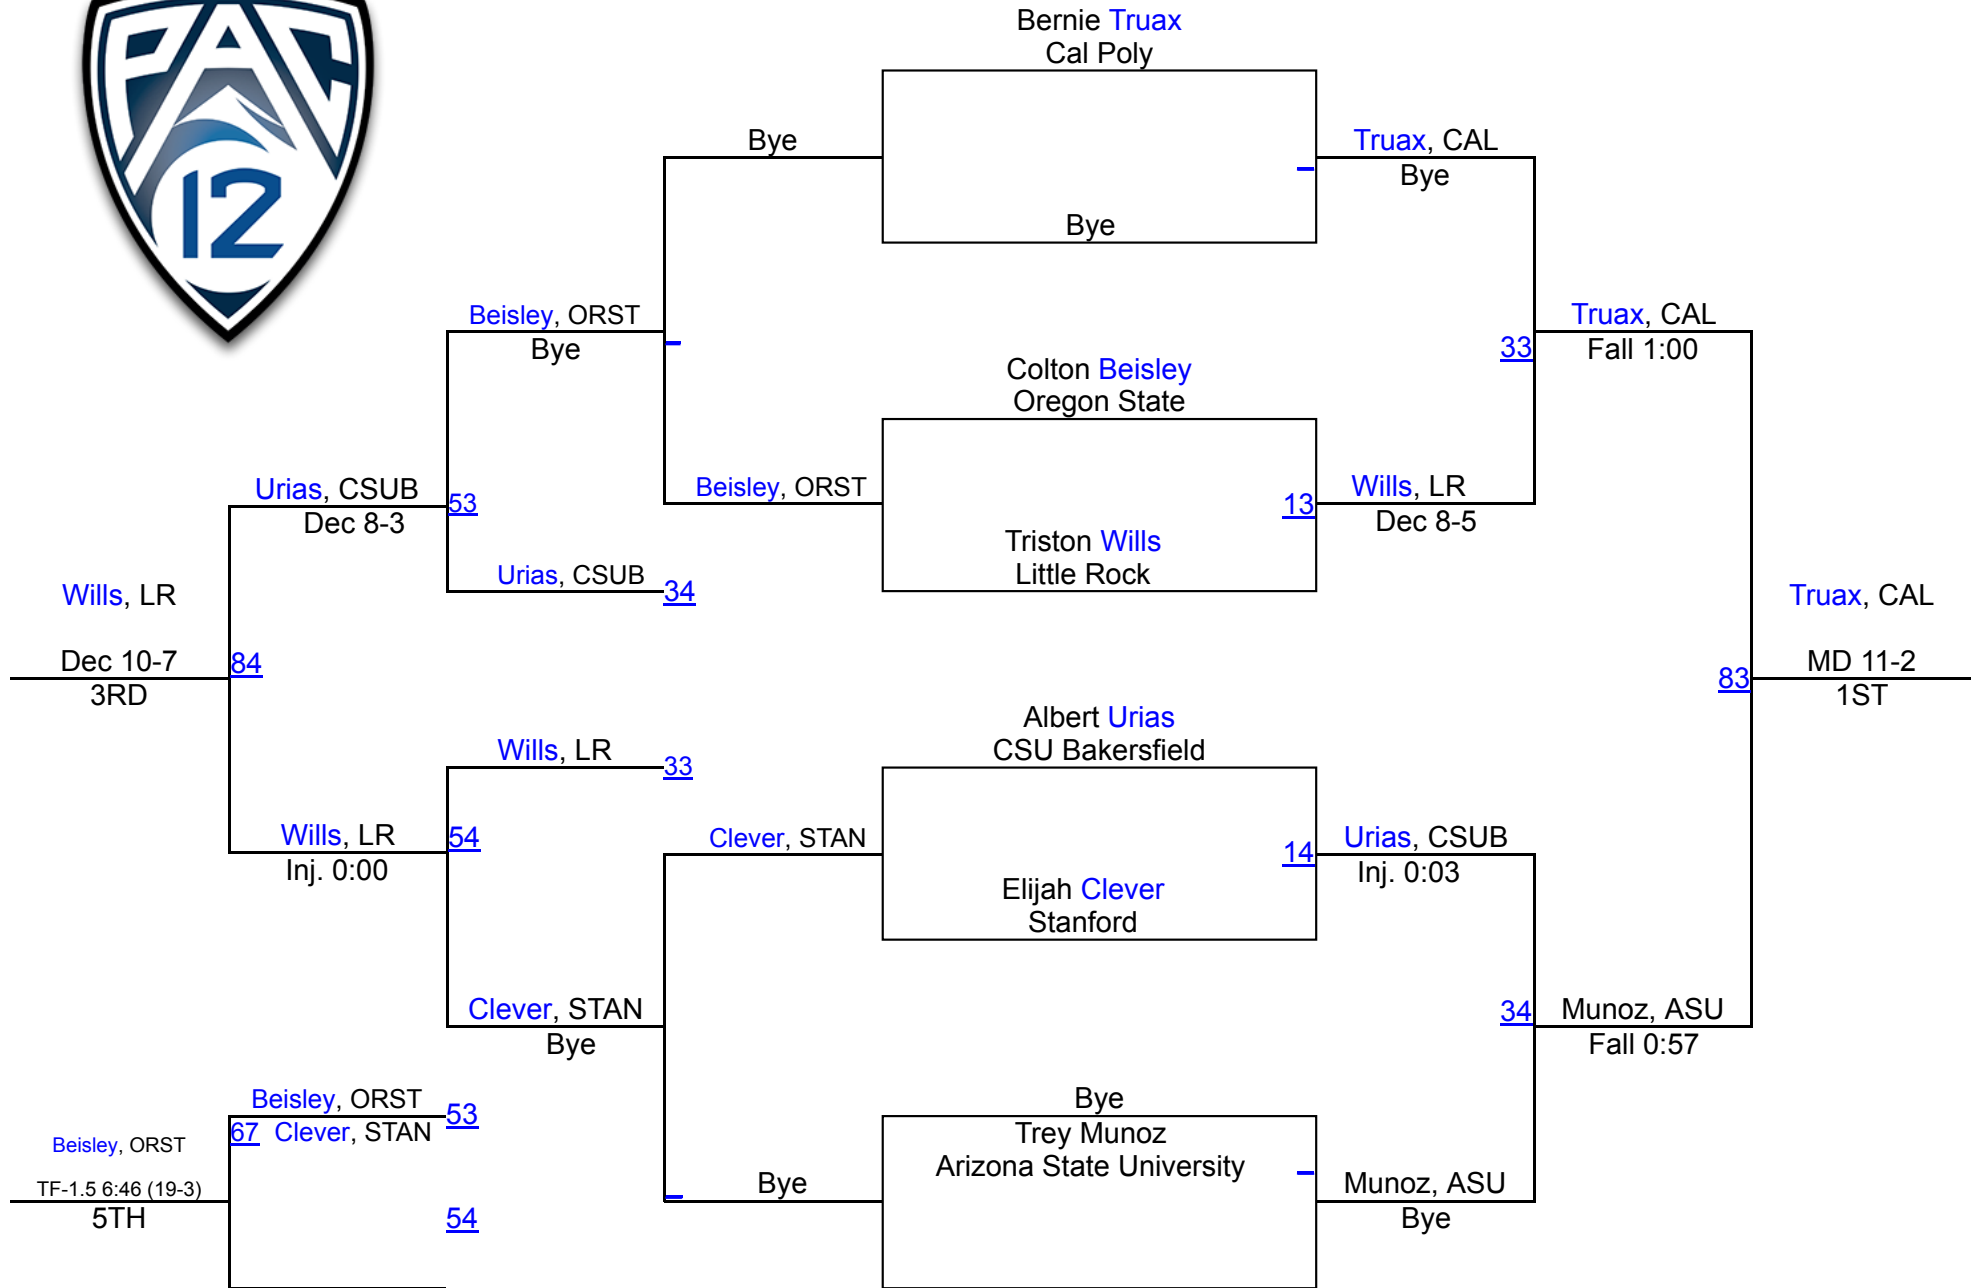 PAC
12
Bernie Truax
Cal Poly
Bye
Truax, CAL
Bye
Bye
Beisley, ORST
Bye
Truax, CAL
33
Fall 1:00
Colton Beisley
Oregon State
Urias, CSUB
53
Dec 8-3
Beisley, ORST
13
Wills, LR
Dec 8-5
Triston Wills
Little Rock
Urias, CSUB
34
Wills, LR
Truax, CAL
Dec 10-7
84
3RD
83
MD 11-2
1ST
Albert Urias
CSU Bakersfield
Wills, LR
33
Wills, LR
54
Inj. 0:00
Clever, STAN
14
Urias, CSUB
Inj. 0:03
Elijah Clever
Stanford
Clever, STAN
Bye
34
Munoz, ASU
Fall 0:57
Beisley, ORST
53
67 Clever, STAN
Bye
Trey Munoz
Arizona State University
Beisley, ORST
TF-1.5 6:46 (19-3)
5TH
54
Bye
Munoz, ASU
Bye